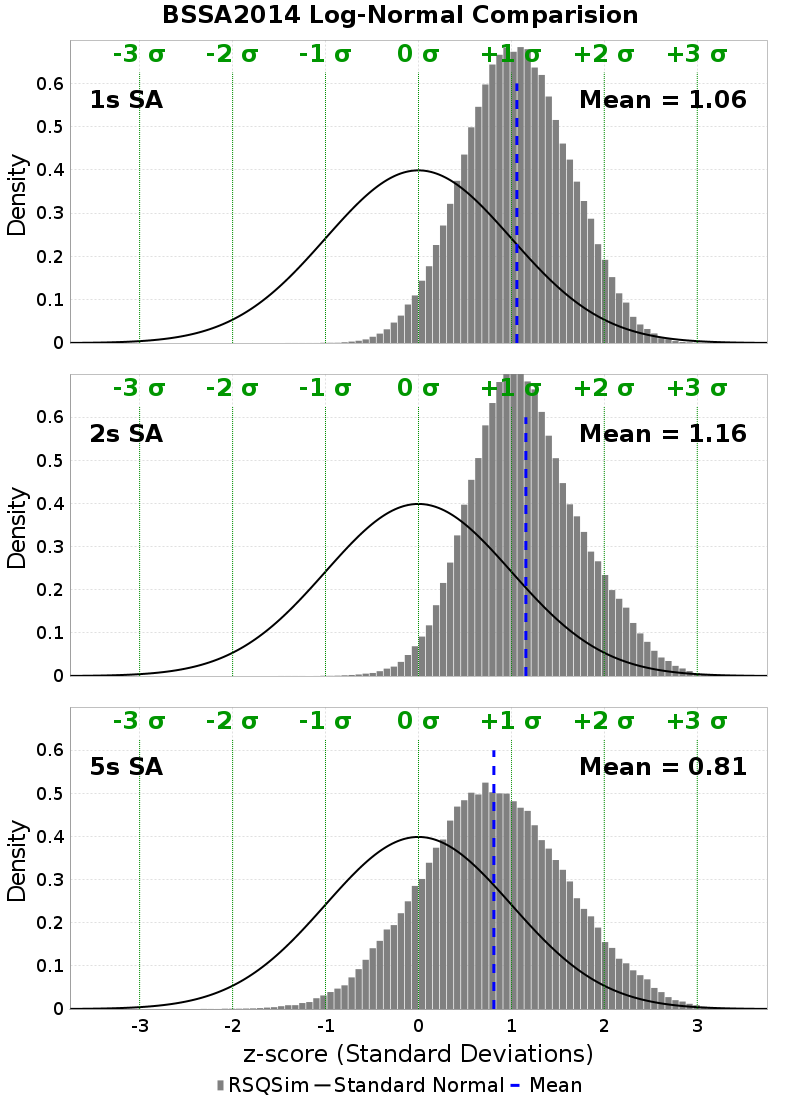 BSSA2014 Log-Normal Comparision
-3 σ -2 σ -1 σ 0 σ +1 σ +2 σ +3 σ
1s SA Mean = 1.06
Density
0.6
0.5
0.4
0.3
0.2
0.1
0
-3 σ -2 σ -1 σ 0 σ +1 σ +2 σ +3 σ
2s SA Mean = 1.16
Density
0.6
0.5
0.4
0.3
0.2
0.1
0
-3 σ -2 σ -1 σ 0 σ +1 σ +2 σ +3 σ
5s SA Mean = 0.81
Density
0.6
0.5
0.4
0.3
0.2
0.1
0
-3 -2 -1 0 1 2 3
z-score (Standard Deviations)
RSQSim Standard Normal Mean